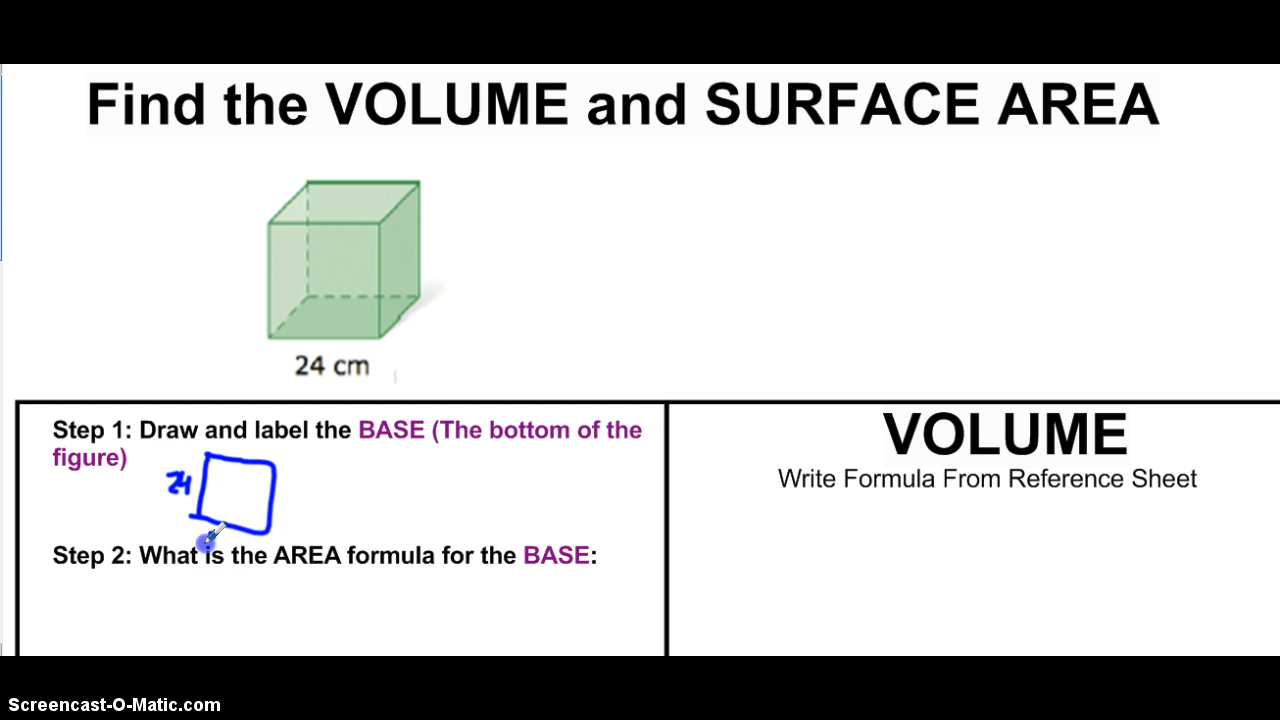 Find the VOLUME and SURFACE AREA
24 cm
Step 1: Draw and label the BASE (The bottom of the
figure)
24
Step 2: What is the AREA formula for the BASE:
VOLUME
Write Formula From Reference Sheet
Screencast-O-Matic.com